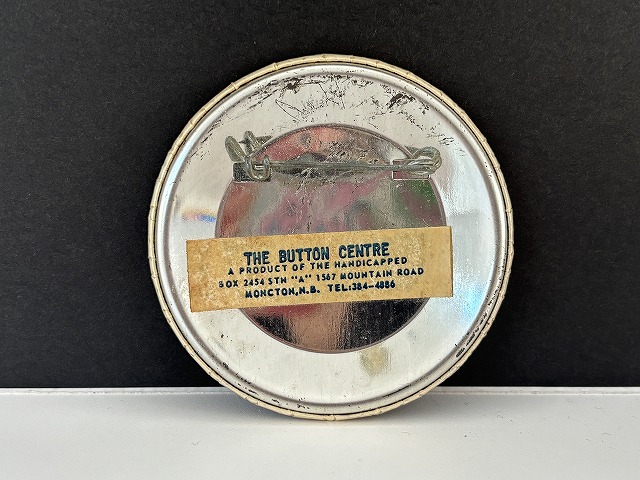 THE BUTTON CENTRE
A PRODUCT OF THE HANDICAPPED
BOX 2454 STN "A" 1567 MOUNTAIN ROAD
MONCTON, N.B. TEL:384-4886